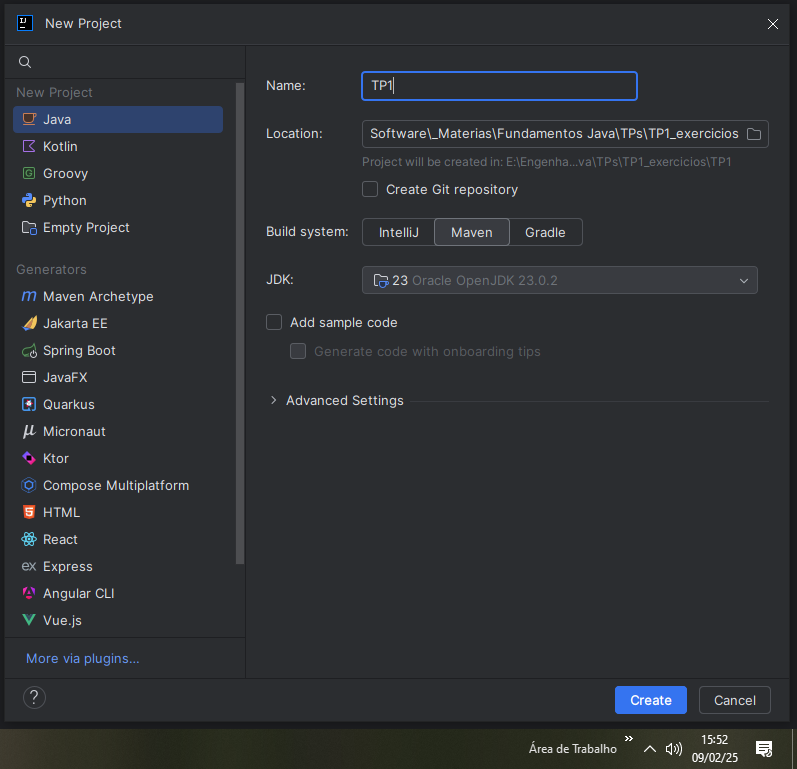 New Project
New Project
Java
Kotlin
Groovy
Python
Empty Project
Generators
Maven Archetype
Jakarta EE
Spring Boot
JavaFX
Quarkus
Micronaut
Ktor
Compose Multiplatform
HTML
React
ex Express
Angular CLI
Vue.js
More via plugins...
Name: TP1
Location: Software\_Materias\Fundamentos Java\TPs\TP1_exercicios
Project will be created in: E:\Engenha...va\TPs\TP1_exercicios\TP1
Create Git repository
Build system: IntelliJ Maven Gradle
JDK: 23 Oracle OpenJDK 23.0.2
Add sample code
Generate code with onboarding tips
Advanced Settings
? Create Cancel
Área de Trabalho
15:52
09/02/25